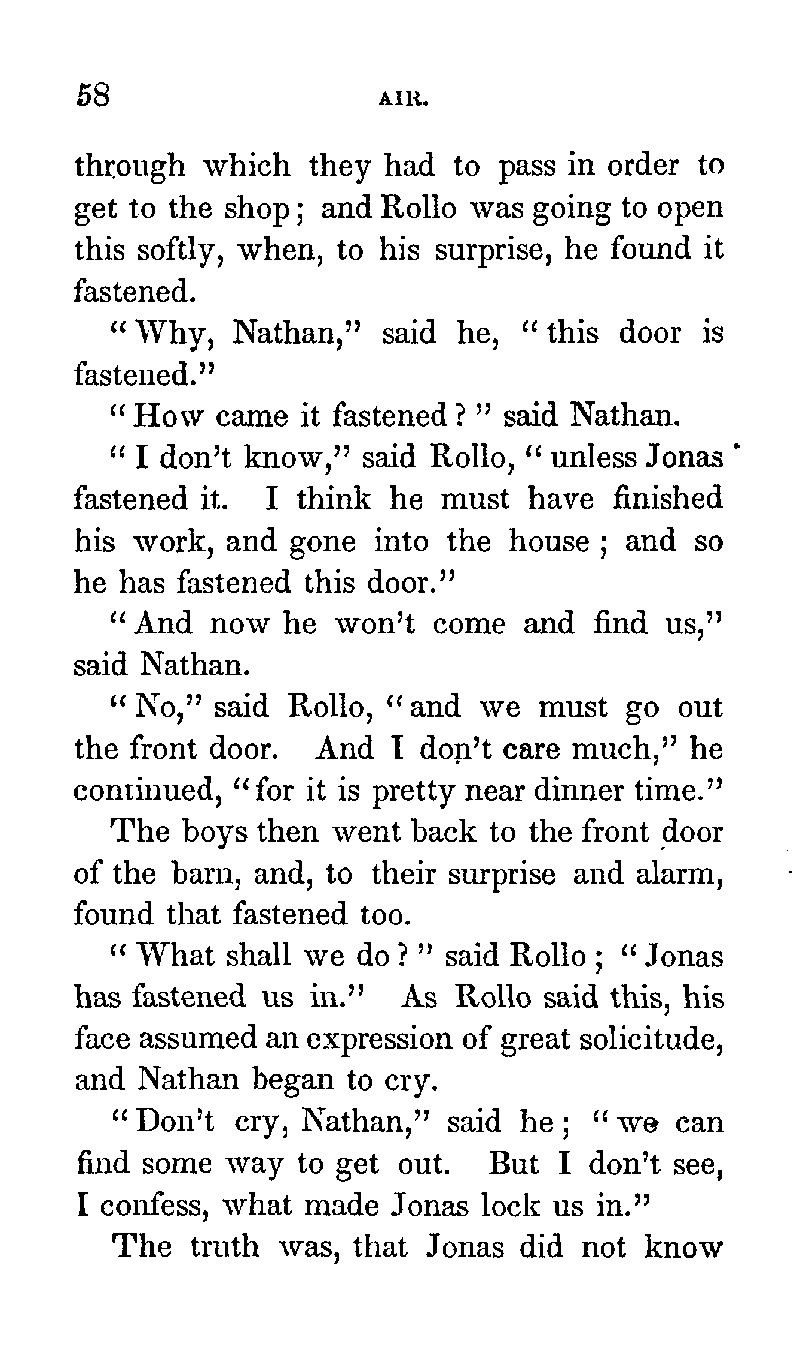 58 AIR.
through which they had to pass in order to
get to the shop; and Rollo was going to open
this softly, when, to his surprise, he found it
fastened.
“Why, Nathan,” said he, “this door is
fastened.”
“How came it fastened?” said Nathan.
“I don’t know,” said Rollo, “unless Jonas
fastened it. I think he must have finished
his work, and gone into the house; and so
he has fastened this door.”
“And now he won’t come and find us,”
said Nathan.
“No,” said Rollo, “and we must go out
the front door. And I don’t care much,” he
continued, “for it is pretty near dinner time.”
The boys then went back to the front door
of the barn, and, to their surprise and alarm,
found that fastened too.
“What shall we do?” said Rollo; “Jonas
has fastened us in.” As Rollo said this, his
face assumed an expression of great solicitude,
and Nathan began to cry.
“Don’t cry, Nathan,” said he; “we can
find some way to get out. But I don’t see,
I confess, what made Jonas lock us in.”
The truth was, that Jonas did not know